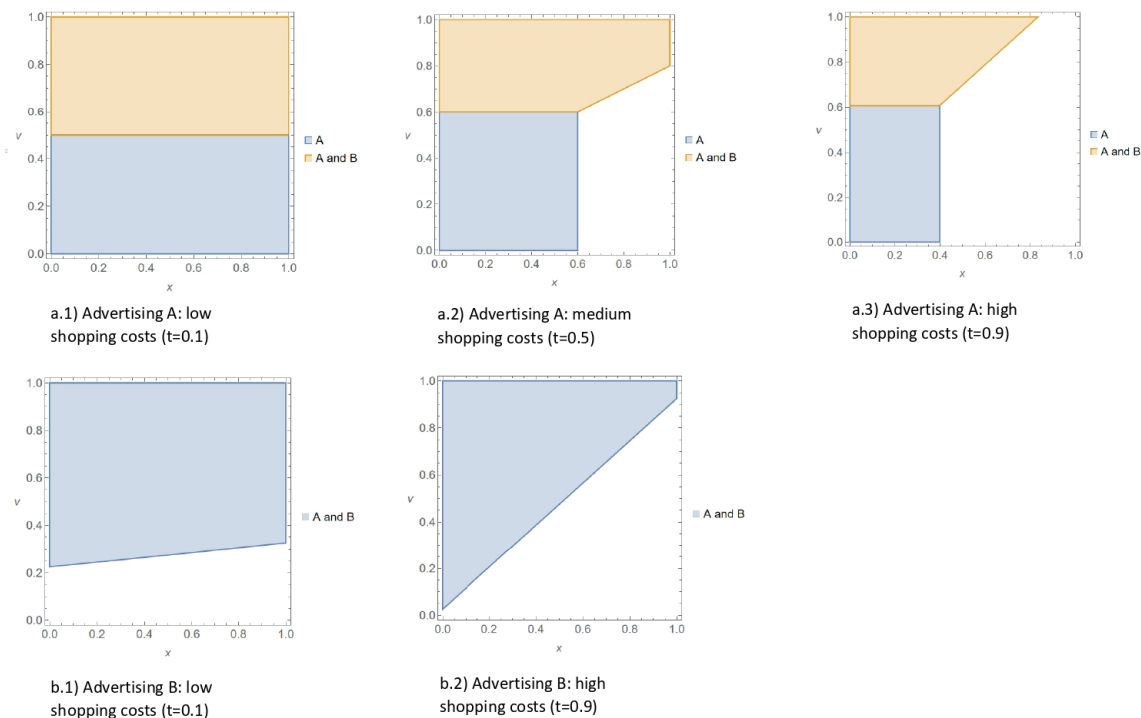 1.0
0.8
0.6
v
0.4
0.2
0.0
0.0 0.2 0.4 0.6 0.8 1.0
x
A
A and B
a.1) Advertising A: low
shopping costs (t=0.1)
1.0
0.8
0.6
v
0.4
0.2
0.0
0.0 0.2 0.4 0.6 0.8 1.0
x
A
A and B
a.2) Advertising A: medium
shopping costs (t=0.5)
1.0
0.8
0.6
v
0.4
0.2
0.0
0.0 0.2 0.4 0.6 0.8 1.0
x
A
A and B
a.3) Advertising A: high
shopping costs (t=0.9)
1.0
0.8
0.6
v
0.4
0.2
0.0
0.0 0.2 0.4 0.6 0.8 1.0
x
A and B
b.1) Advertising B: low
shopping costs (t=0.1)
1.0
0.8
0.6
v
0.4
0.2
0.0
0.0 0.2 0.4 0.6 0.8 1.0
x
A and B
b.2) Advertising B: high
shopping costs (t=0.9)